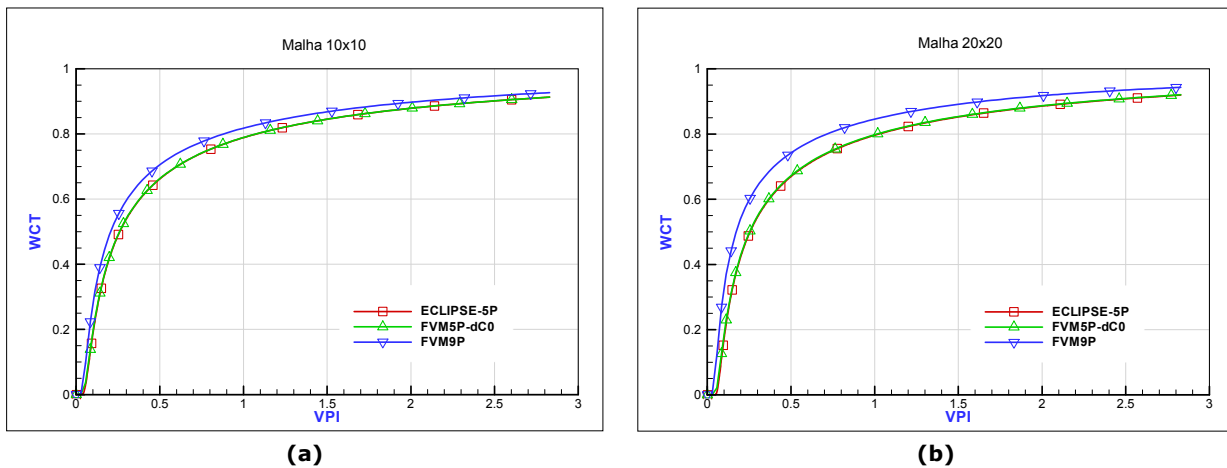 Malha 10x10
WCT
1
0.8
0.6
0.4
0.2
0
0
0.5
1
1.5
2
2.5
3
VPI
ECLIPSE-5P
FVM5P-dC0
FVM9P
(a)
Malha 20x20
WCT
1
0.8
0.6
0.4
0.2
0
0
0.5
1
1.5
2
2.5
3
VPI
ECLIPSE-5P
FVM5P-dC0
FVM9P
(b)